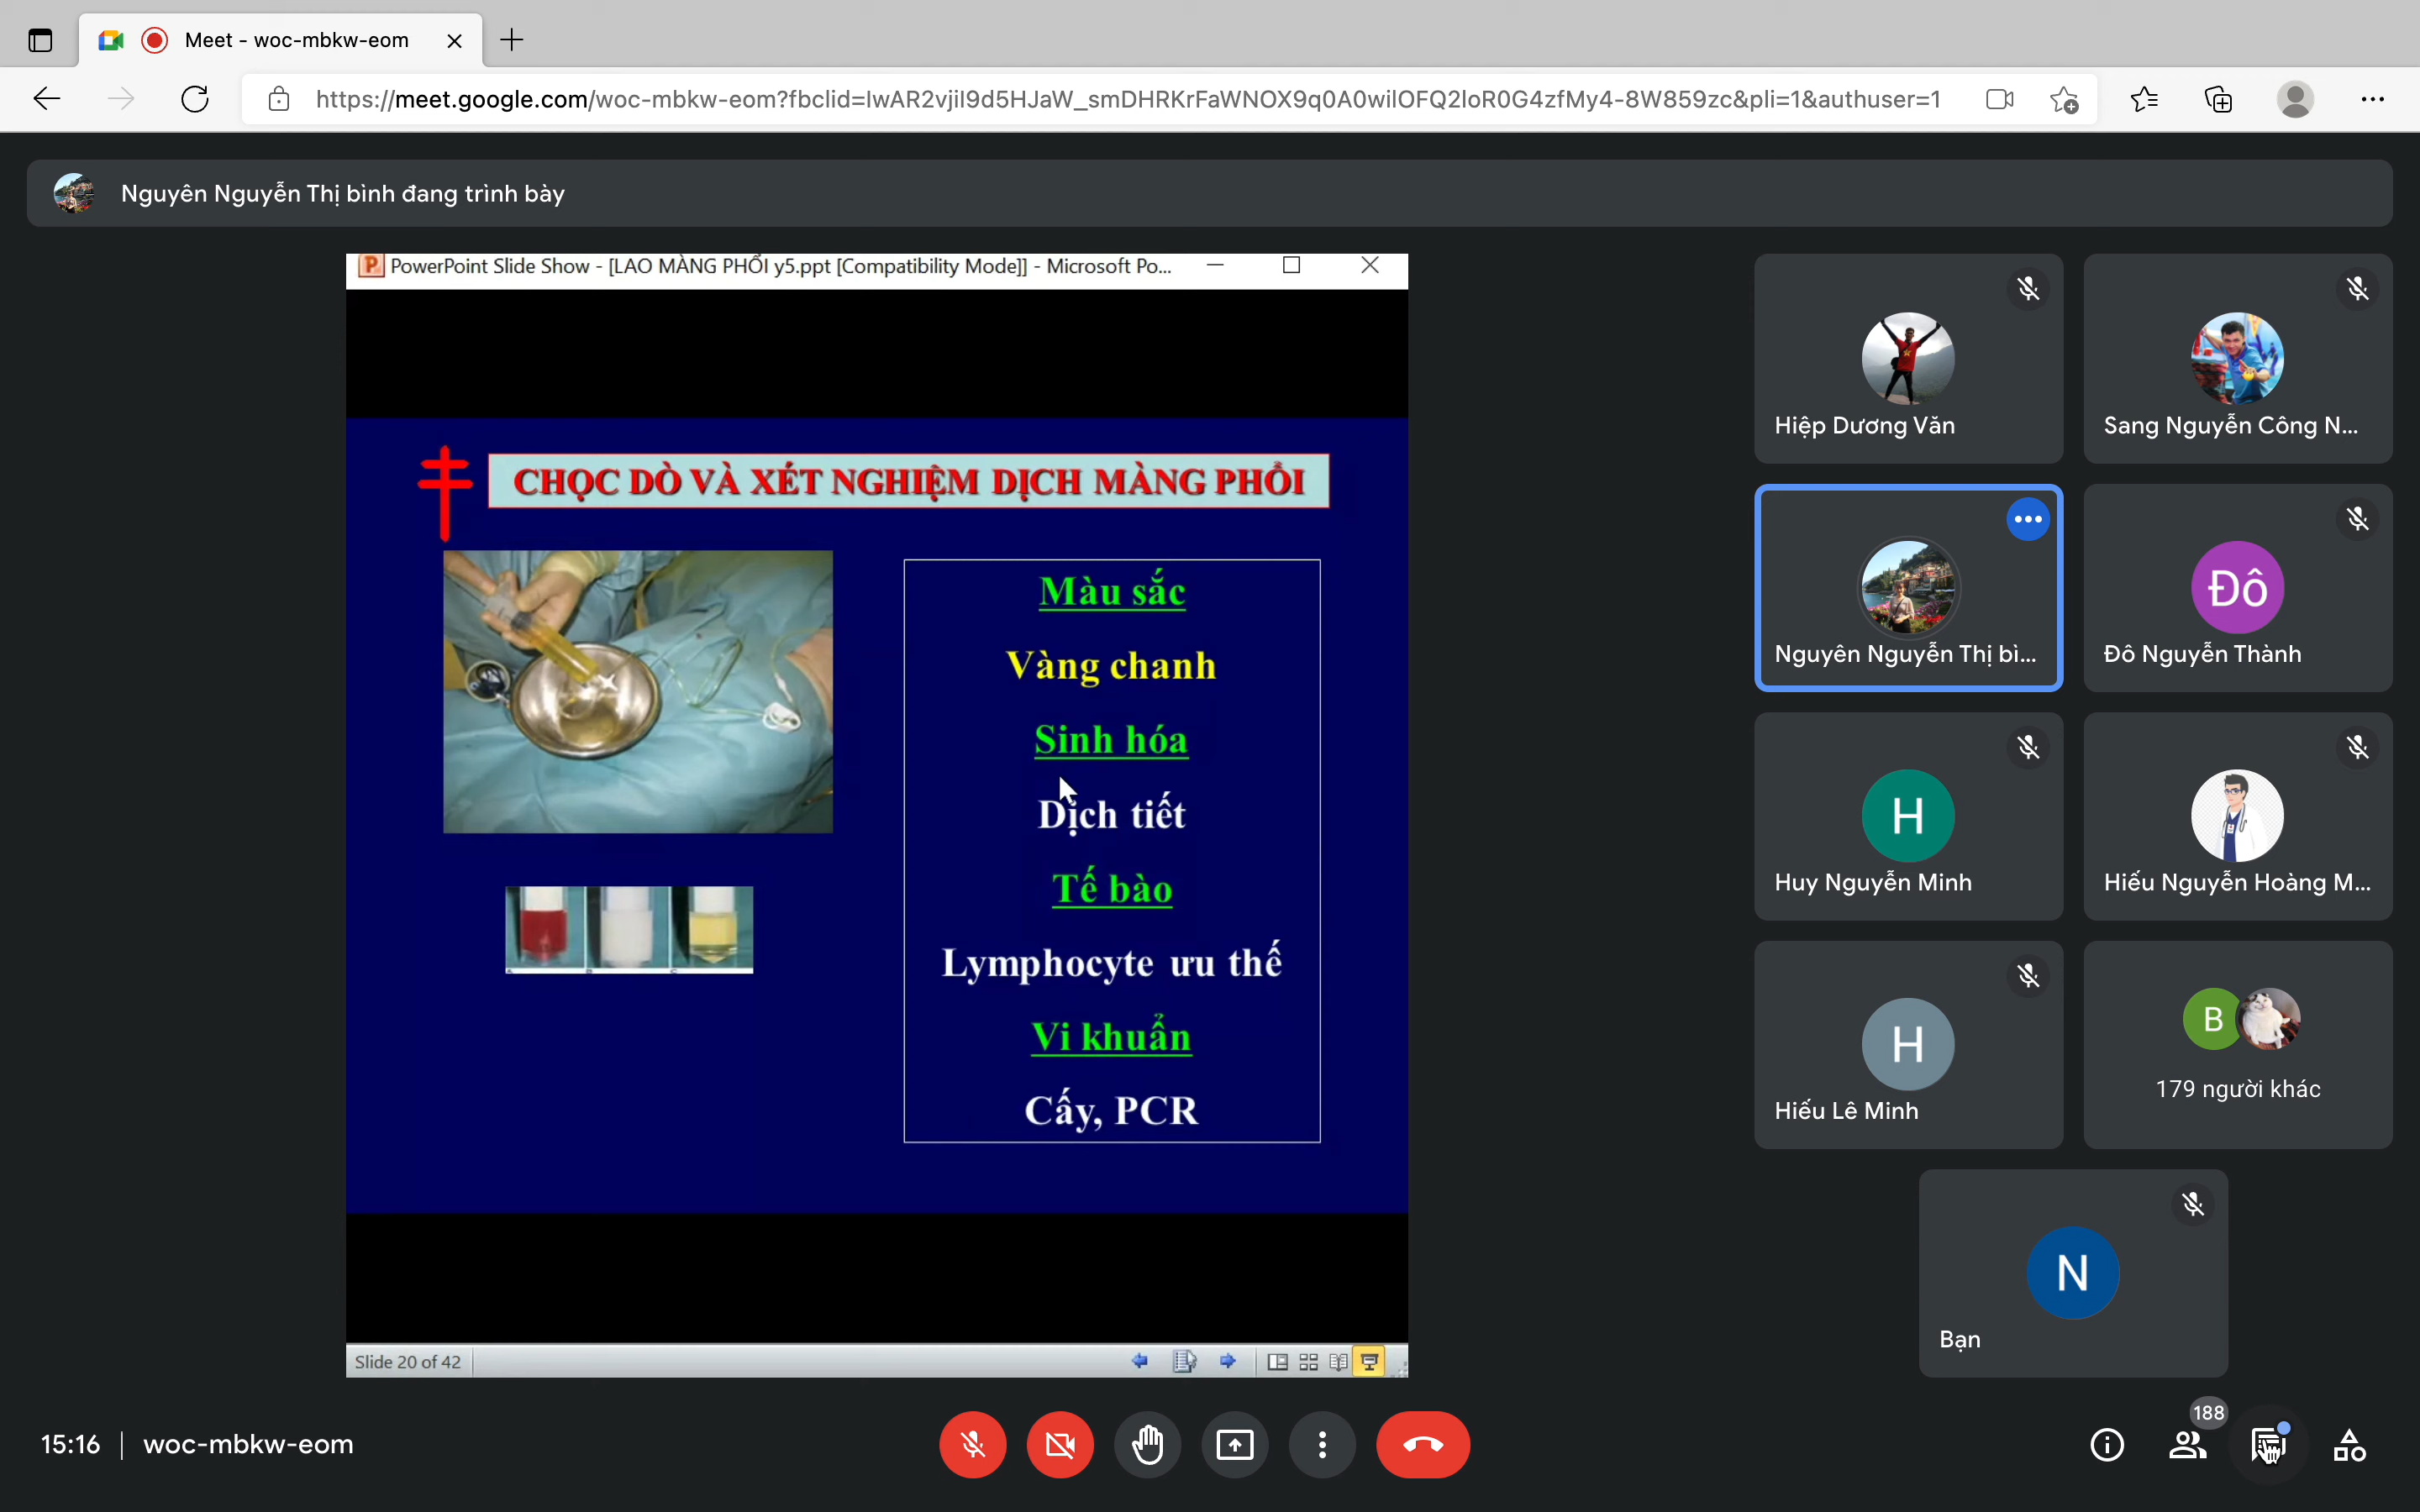 Meet - woc-mbkw-eom
https://meet.google.com/woc-mbkw-eom?fbclid=IwAR2vjiI9d5HJaW_smDHRKrFaWNOX9q0A0wilOFQ2loR0G4zfMy4-8W859zc&pli=1&authuser=1
Nguyên Nguyễn Thị bình đang trình bày
PowerPoint Slide Show - [LAO MÀNG PHỔI y5.ppt [Compatibility Mode]] - Microsoft Po...
CHỌC DÒ VÀ XÉT NGHIỆM DỊCH MÀNG PHỔI
Màu sắc
Vàng chanh
Sinh hóa
Dịch tiết
Tế bào
Lymphocyte ưu thế
Vi khuẩn
Cấy, PCR
Slide 20 of 42
Hiệp Dương Văn
Sang Nguyễn Công N...
Nguyên Nguyễn Thị bì...
Đô
Đô Nguyễn Thành
H
Huy Nguyễn Minh
Hiếu Nguyễn Hoàng M...
H
Hiếu Lê Minh
B
179 người khác
N
Bạn
15:16 | woc-mbkw-eom
188